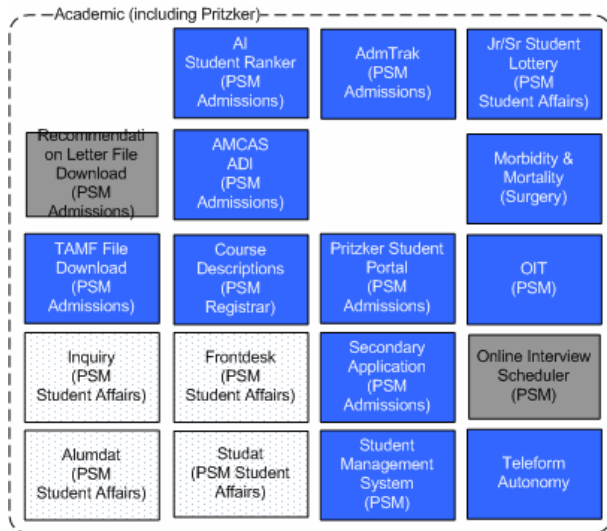 Academic (including Pritzker)
AI
Student Ranker
(PSM
Admissions)
AdmTrak
(PSM
Admissions)
Jr/Sr Student
Lottery
(PSM
Student Affairs)
Recommendati
on Letter File
Download
(PSM
Admissions)
AMCAS
ADI
(PSM
Admissions)
Morbidity &
Mortality
(Surgery)
TAMF File
Download
(PSM
Admissions)
Course
Descriptions
(PSM
Registrar)
Pritzker Student
Portal
(PSM
Admissions)
OIT
(PSM)
Inquiry
(PSM
Student Affairs)
Frontdesk
(PSM
Student Affairs)
Secondary
Application
(PSM
Admissions)
Online Interview
Scheduler
(PSM)
Alumdat
(PSM
Student Affairs)
Studat
(PSM Student
Affairs)
Student
Management
System
(PSM)
Teleform
Autonomy